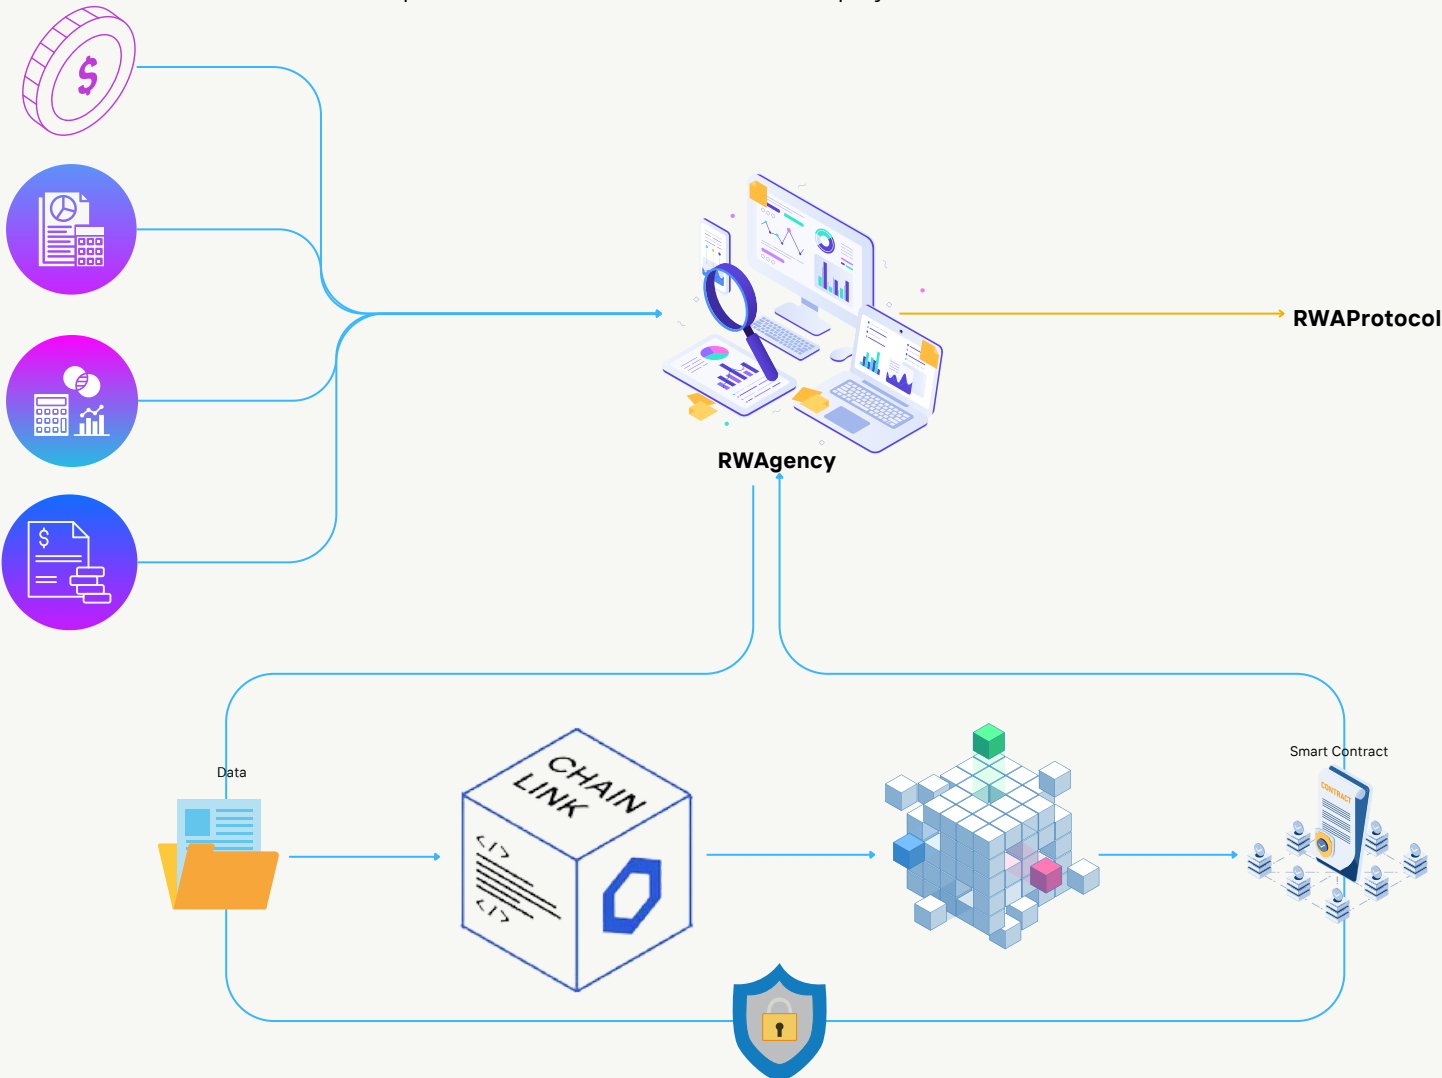 RWAProtocol
RWAgency
Smart Contract
Data
CHAIN
LINK
CONTRACT